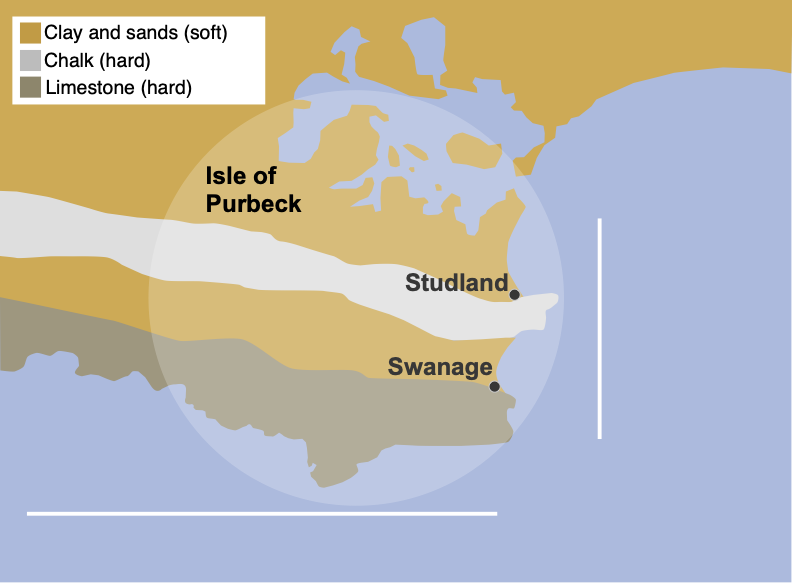 Clay and sands (soft)
Chalk (hard)
Limestone (hard)
Isle of
Purbeck
Studland
Swanage